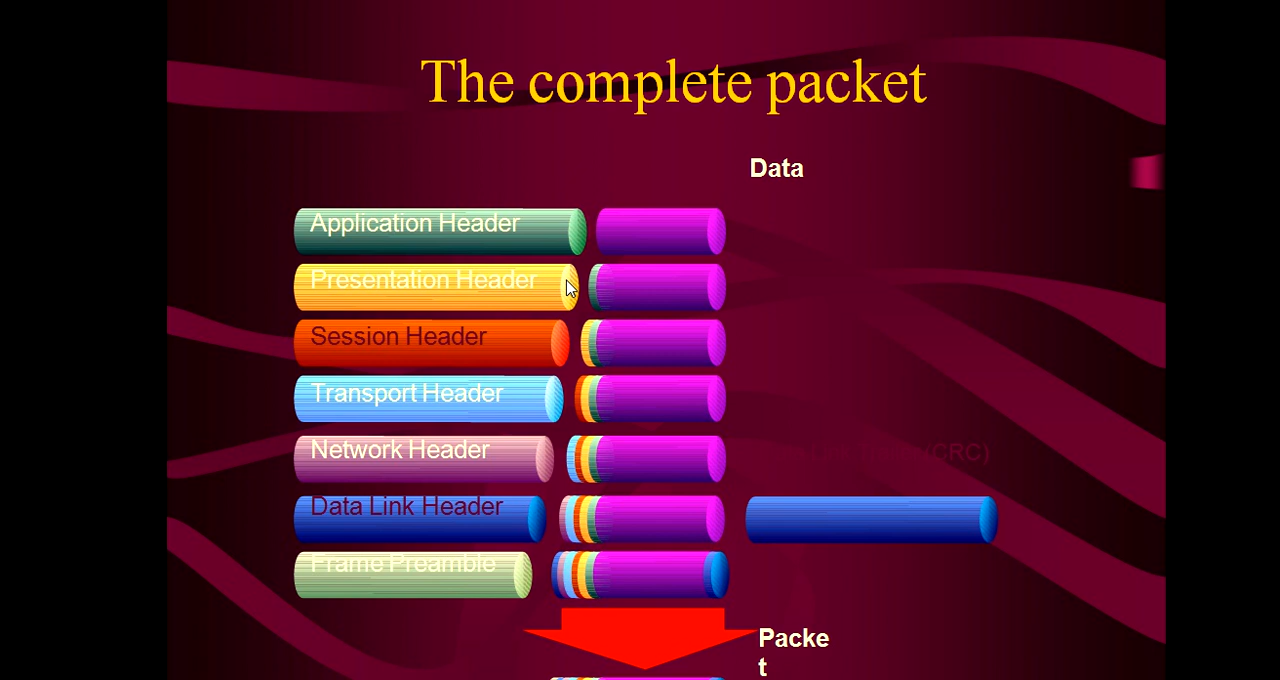 The complete packet
Data
Application Header
Presentation Header
Session Header
Transport Header
Network Header
(CRC)
Data Link Header
Frame Preamble
Packe
t